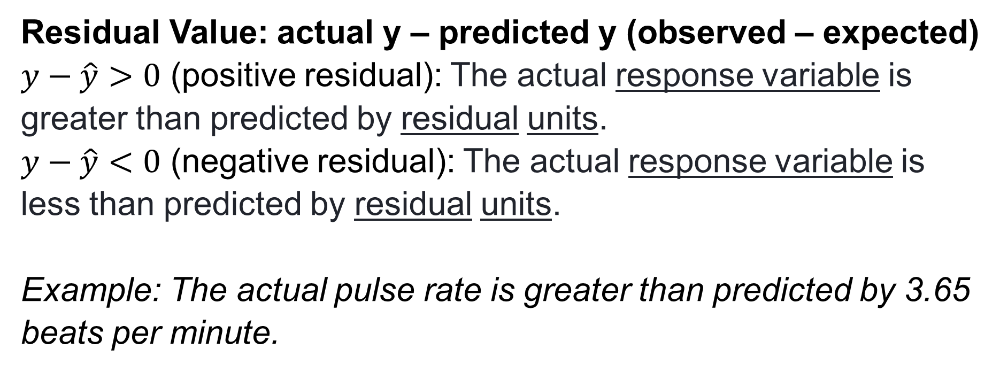 Residual Value: actual y – predicted y (observed – expected)
y − ŷ > 0 (positive residual): The actual response variable is
greater than predicted by residual units.
y − ŷ < 0 (negative residual): The actual response variable is
less than predicted by residual units.
Example: The actual pulse rate is greater than predicted by 3.65
beats per minute.